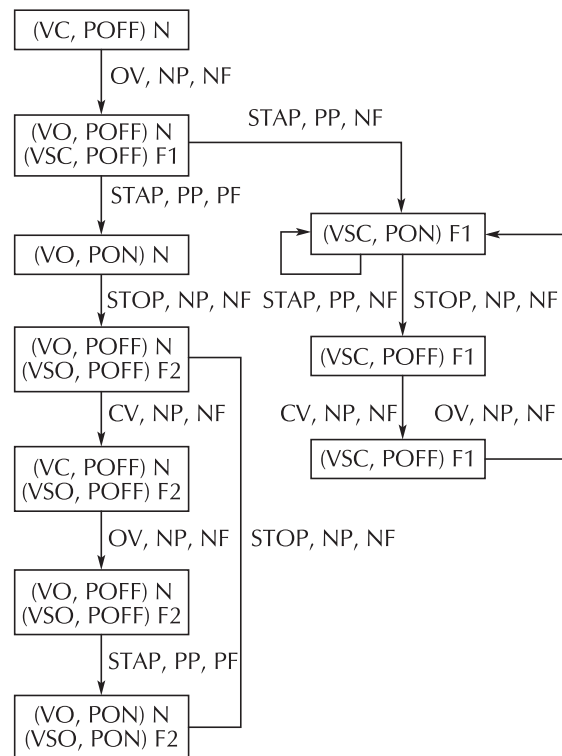 (VC, POFF) N
OV, NP, NF
(VO, POFF) N
(VSC, POFF) F1
STAP, PP, NF
STAP, PP, PF
(VO, PON) N
(VSC, PON) F1
STOP, NP, NF
STAP, PP, NF
STOP, NP, NF
(VO, POFF) N
(VSO, POFF) F2
(VSC, POFF) F1
CV, NP, NF
CV, NP, NF
OV, NP, NF
(VC, POFF) N
(VSO, POFF) F2
(VSC, POFF) F1
OV, NP, NF
STOP, NP, NF
(VO, POFF) N
(VSO, POFF) F2
STAP, PP, PF
(VO, PON) N
(VSO, PON) F2